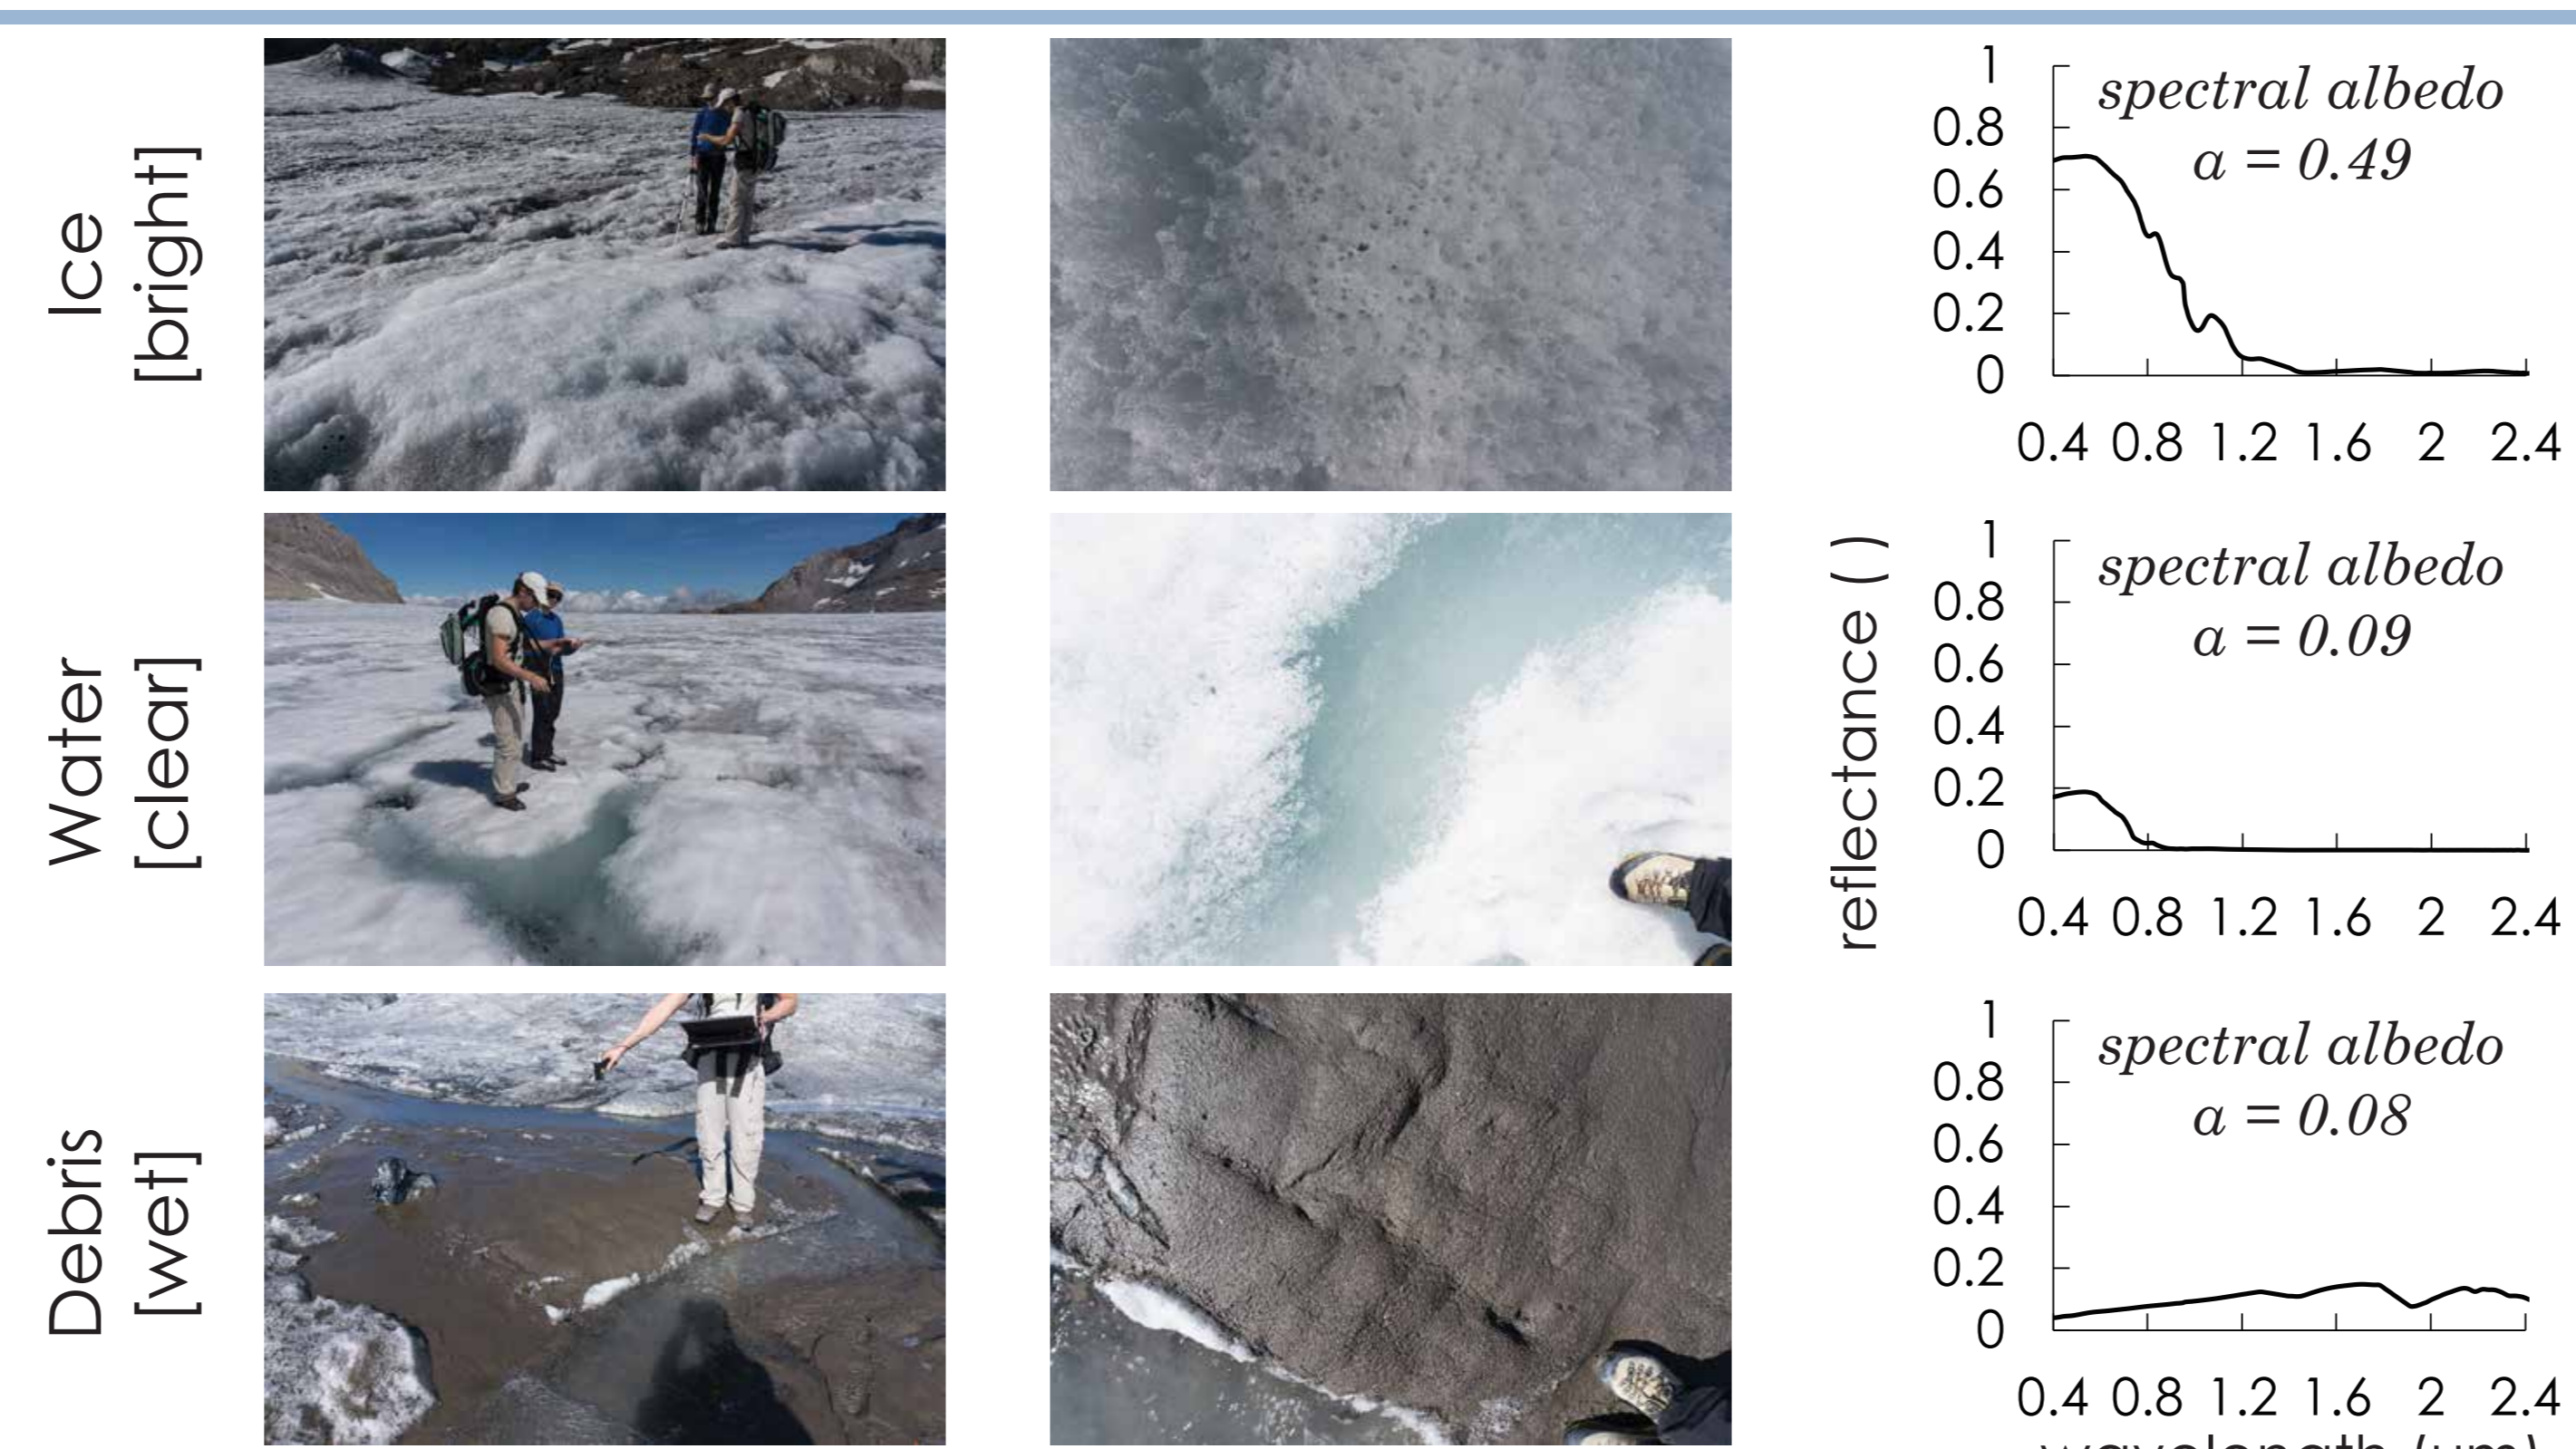 Ice
[bright]
1
0.8
0.6
0.4
0.2
0
spectral albedo
a = 0.49
0.4 0.8 1.2 1.6 2 2.4
Water
[clear]
reflectance ( )
1
0.8
0.6
0.4
0.2
0
spectral albedo
a = 0.09
0.4 0.8 1.2 1.6 2 2.4
Debris
[wet]
1
0.8
0.6
0.4
0.2
0
spectral albedo
a = 0.08
0.4 0.8 1.2 1.6 2 2.4
wavelength (µm)